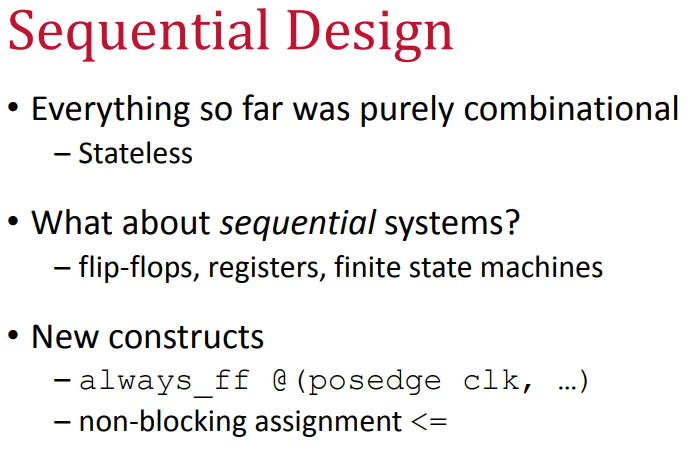 Sequential Design
• Everything so far was purely combinational
– Stateless
• What about sequential systems?
– flip-flops, registers, finite state machines
• New constructs
– always_ff @(posedge clk, …)
– non-blocking assignment <=